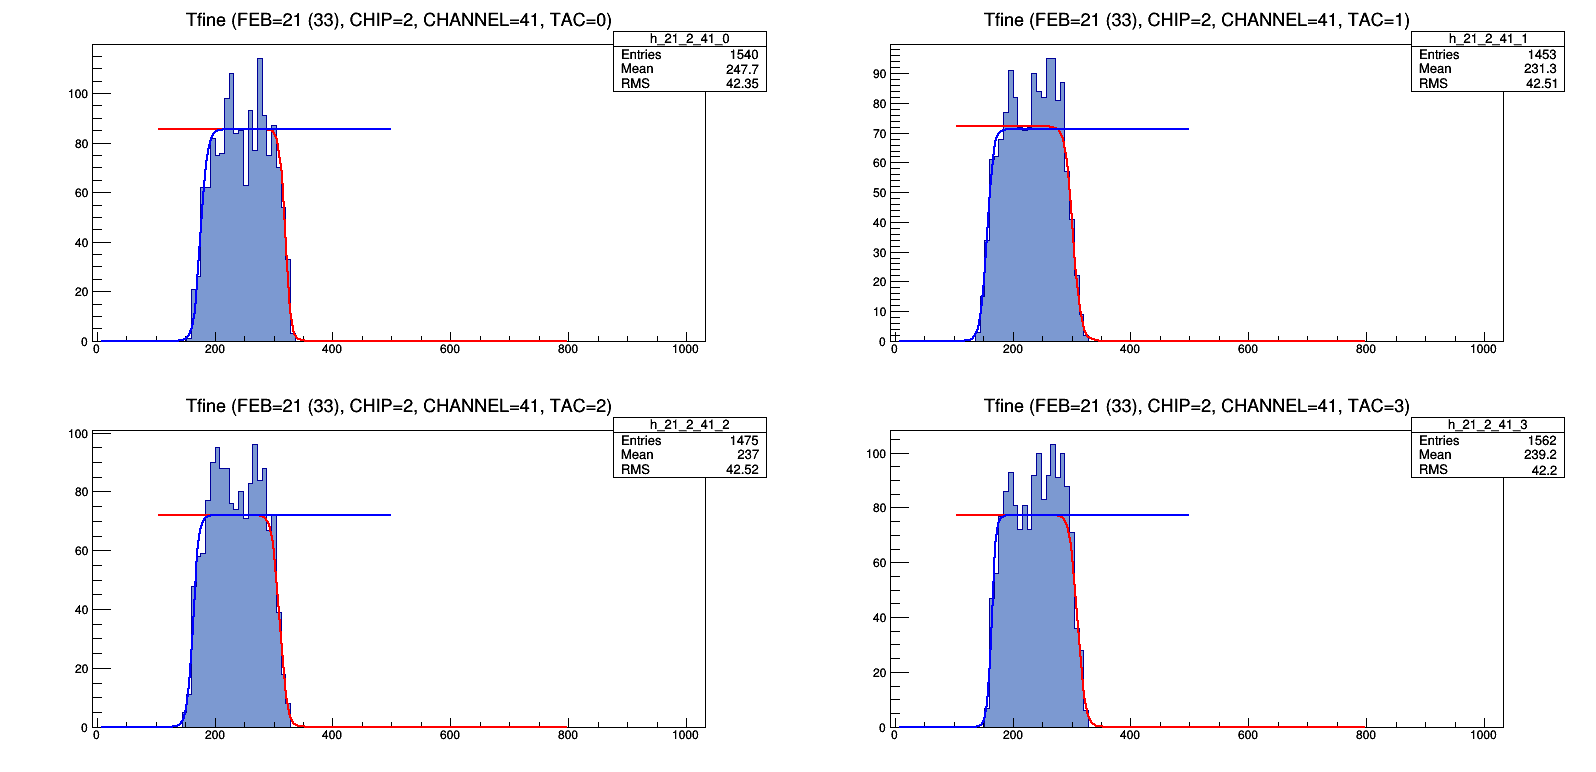 Tfine (FEB=21 (33), CHIP=2, CHANNEL=41, TAC=0)
h_21_2_41_0
Entries 1540
Mean 247.7
RMS 42.35
100
80
60
40
20
0
0 200 400 600 800 1000
Tfine (FEB=21 (33), CHIP=2, CHANNEL=41, TAC=1)
h_21_2_41_1
Entries 1453
Mean 231.3
RMS 42.51
90
80
70
60
50
40
30
20
10
0
0 200 400 600 800 1000
Tfine (FEB=21 (33), CHIP=2, CHANNEL=41, TAC=2)
h_21_2_41_2
Entries 1475
Mean 237
RMS 42.52
100
80
60
40
20
0
0 200 400 600 800 1000
Tfine (FEB=21 (33), CHIP=2, CHANNEL=41, TAC=3)
h_21_2_41_3
Entries 1562
Mean 239.2
RMS 42.2
100
80
60
40
20
0
0 200 400 600 800 1000